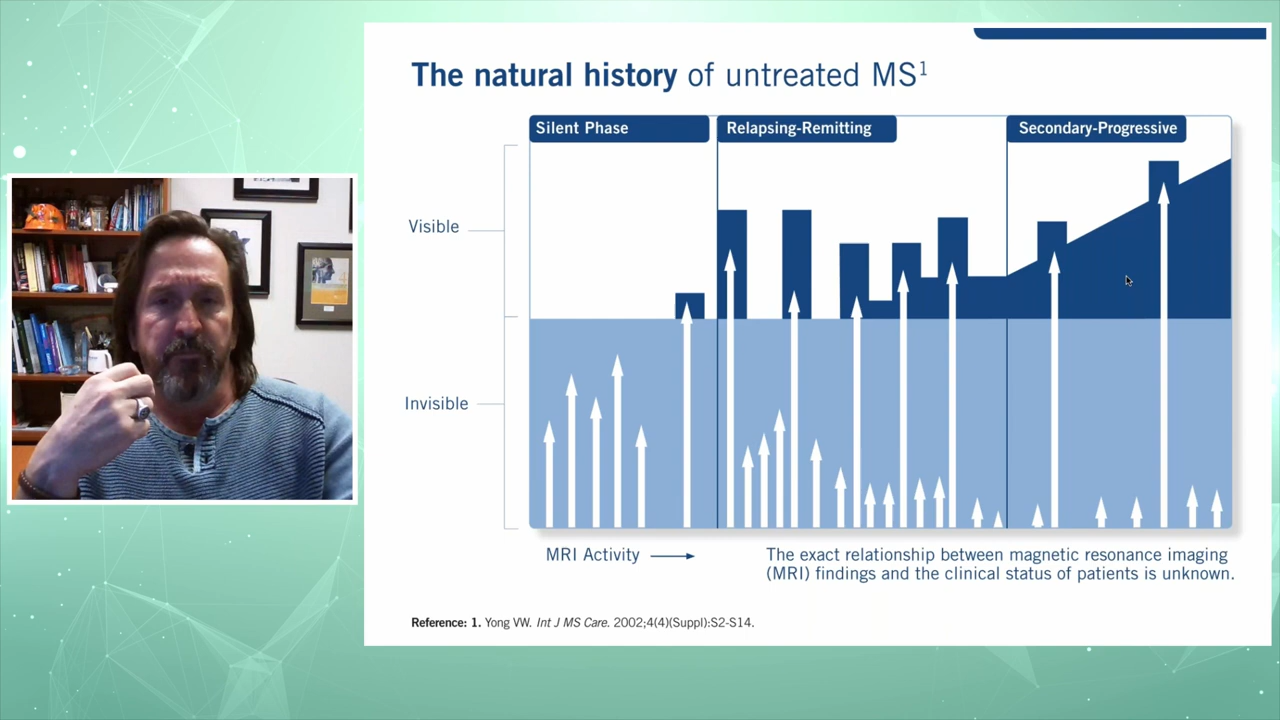 The natural history of untreated MS¹
Silent Phase
Relapsing-Remitting
Secondary-Progressive
Visible
Invisible
MRI Activity
The exact relationship between magnetic resonance imaging
(MRI) findings and the clinical status of patients is unknown.
Reference: 1. Yong VW. Int J MS Care. 2002;4(4)(Suppl):S2-S14.